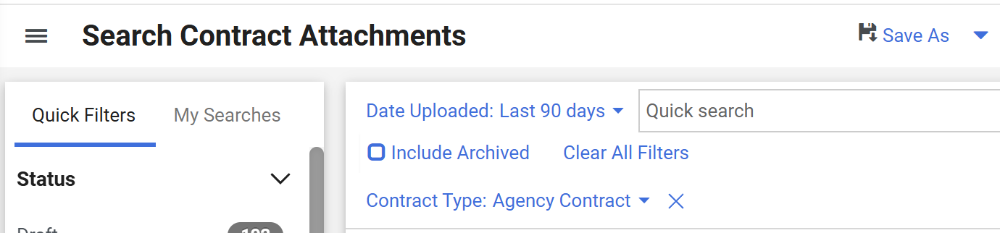 Search Contract Attachments
Save As
Quick Filters
My Searches
Status
Draft
Date Uploaded: Last 90 days
Quick search
Include Archived
Clear All Filters
Contract Type: Agency Contract